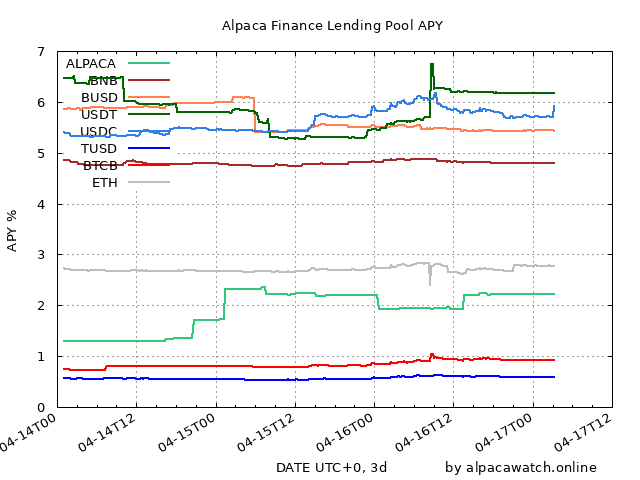 Alpaca Finance Lending Pool APY
7
6
5
4
3
2
1
0
APY %
ALPACA
BNB
BUSD
USDT
USDC
TUSD
BTCB
ETH
04-14T00
04-14T12
04-15T00
04-15T12
04-16T00
04-16T12
04-17T00
04-17T12
DATE UTC+0, 3d by alpacawatch.online